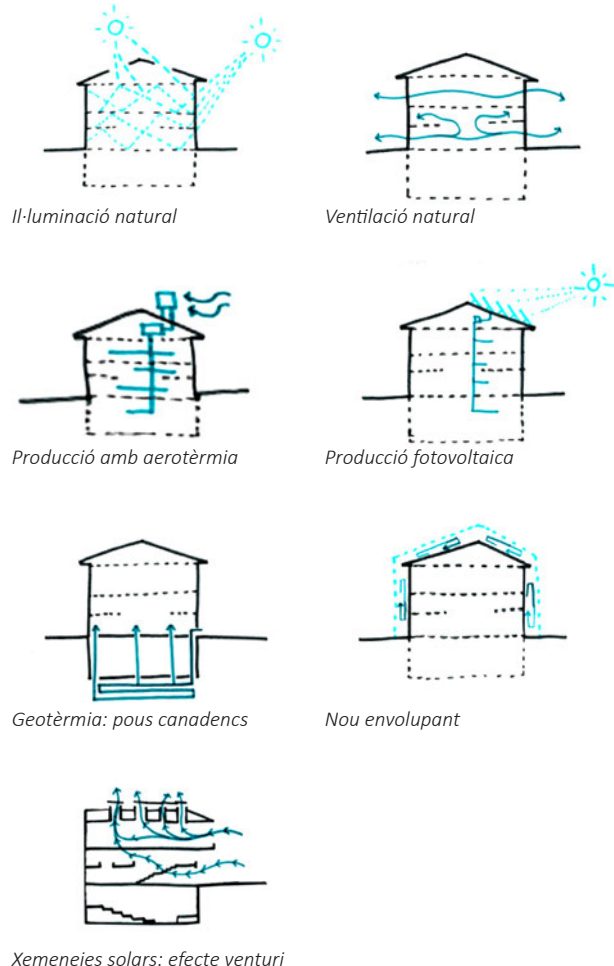 Il·luminació natural
Ventilació natural
Producció amb aerotèrmia
Producció fotovoltaica
Geotèrmia: pous canadencs
Nou envolupant
Xemeneies solars: efecte venturi